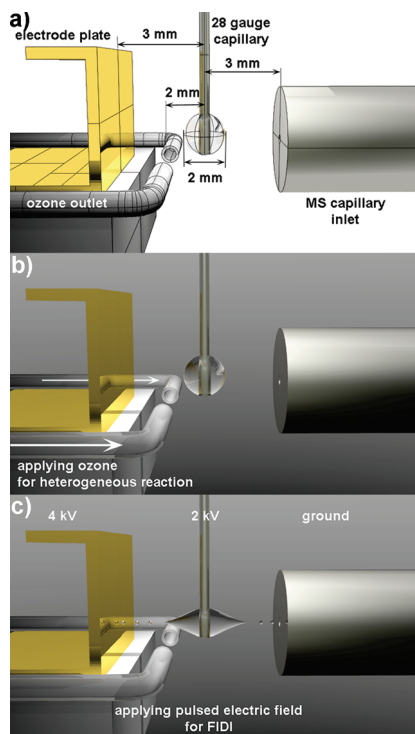 a)
3 mm
28 gauge
capillary
electrode plate
3 mm
2 mm
2 mm
ozone outlet
MS capillary
inlet
b)
applying ozone
for heterogeneous reaction
c)
4 kV
2 kV
ground
applying pulsed electric field
for FIDI